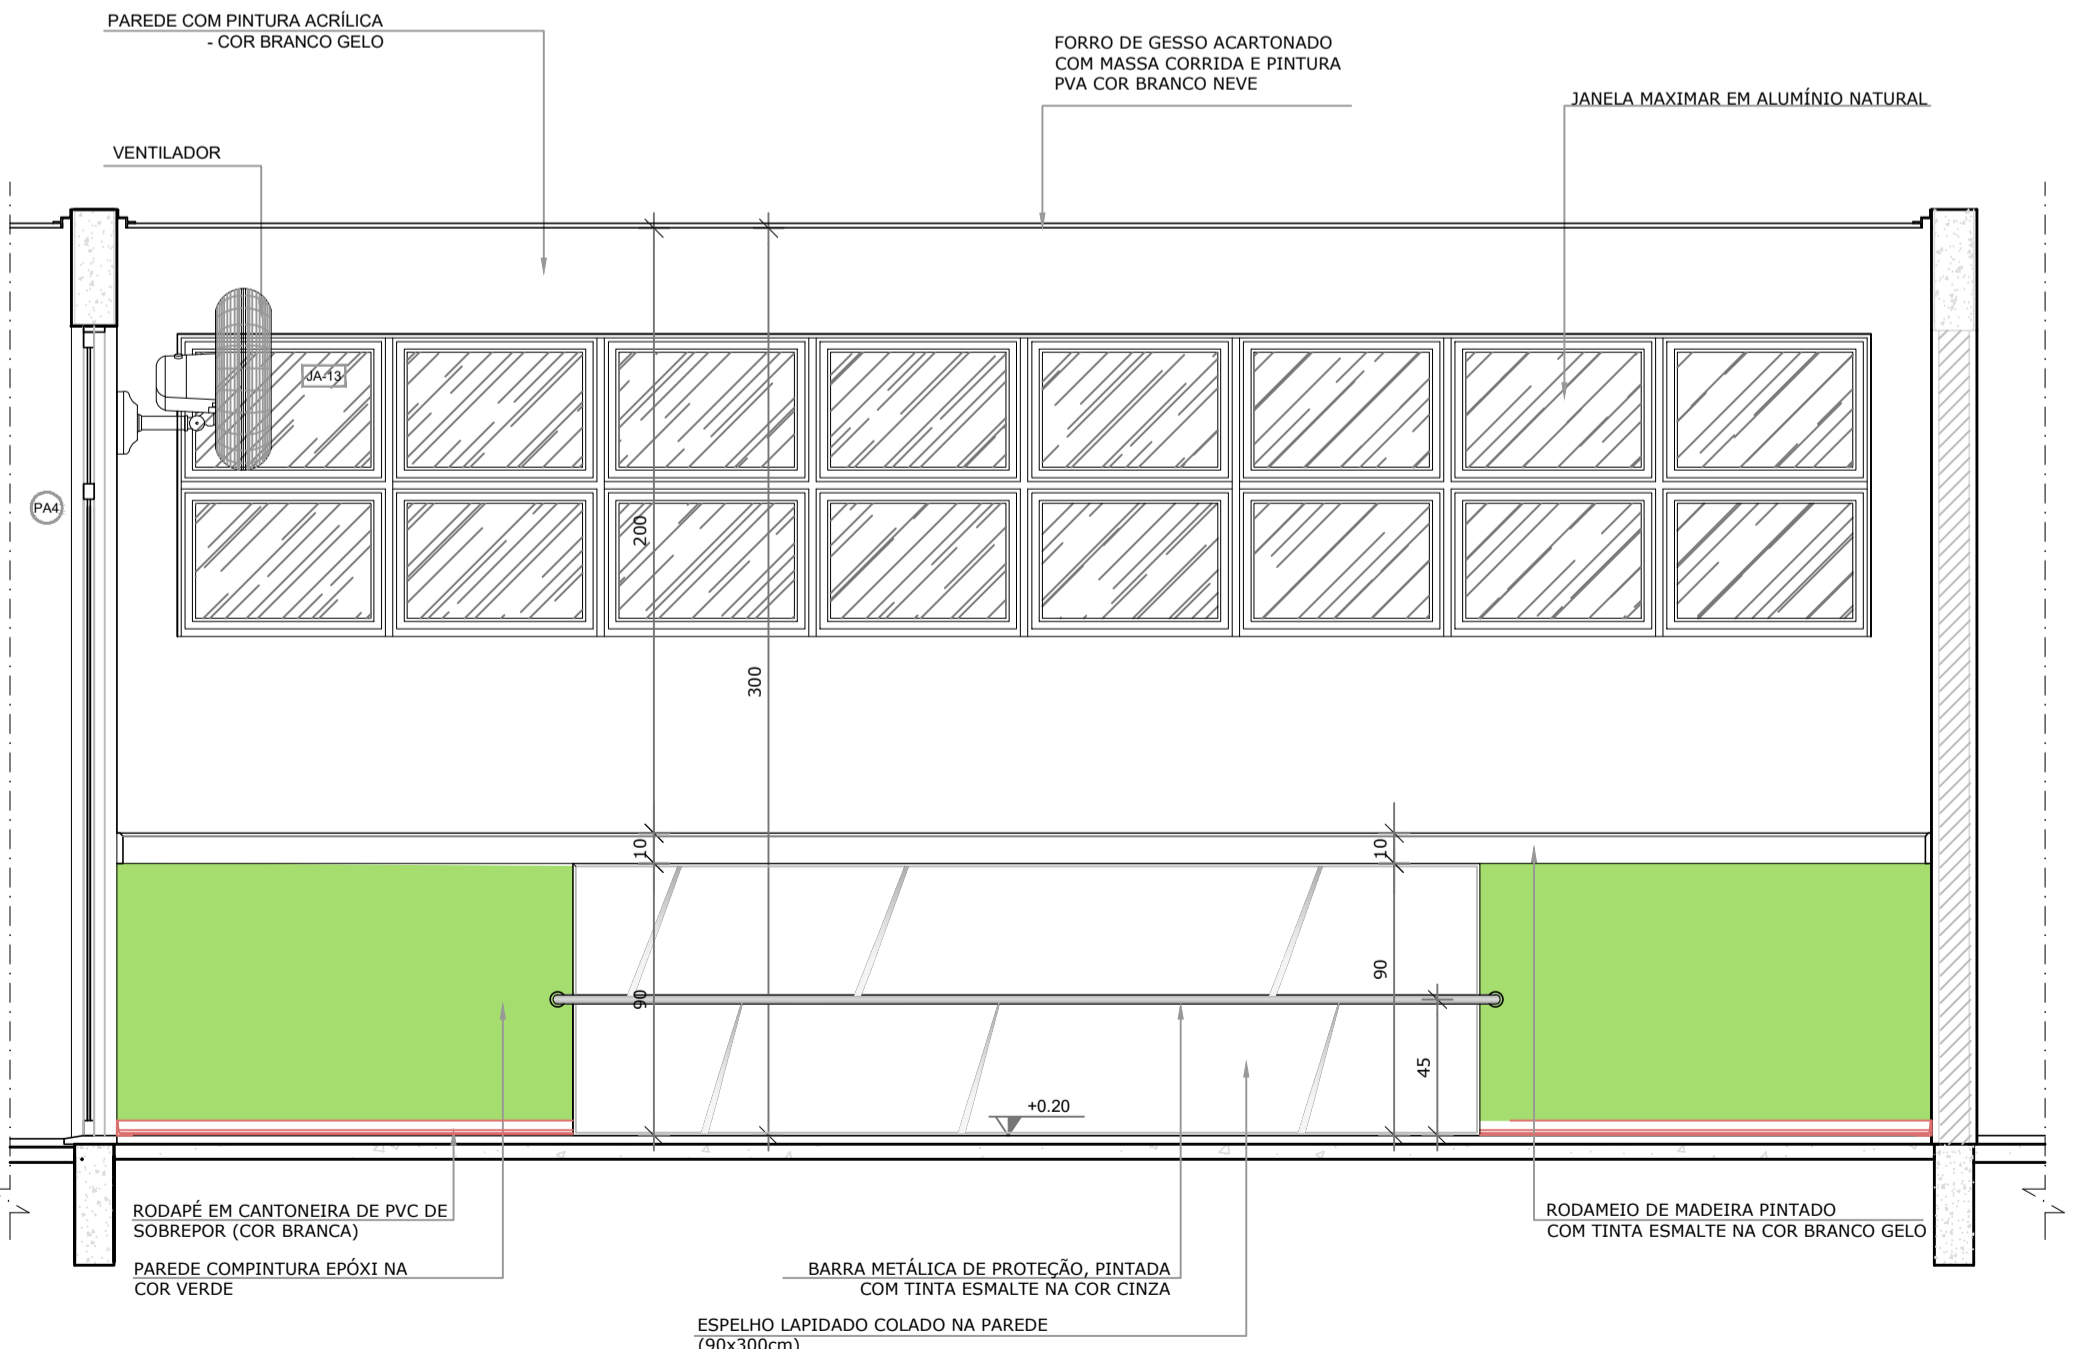 PAREDE COM PINTURA ACRÍLICA
- COR BRANCO GELO
FORRO DE GESSO ACARTONADO
COM MASSA CORRIDA E PINTURA
PVA COR BRANCO NEVE
JANELA MAXIMAR EM ALUMÍNIO NATURAL
VENTILADOR
JA-13
PA4
200
300
10
10
90
90
45
+0.20
RODAPÉ EM CANTONEIRA DE PVC DE
SOBREPOR (COR BRANCA)
RODAMEIO DE MADEIRA PINTADO
COM TINTA ESMALTE NA COR BRANCO GELO
PAREDE COMPINTURA EPÓXI NA
COR VERDE
BARRA METÁLICA DE PROTEÇÃO, PINTADA
COM TINTA ESMALTE NA COR CINZA
ESPELHO LAPIDADO COLADO NA PAREDE
(90x300cm)